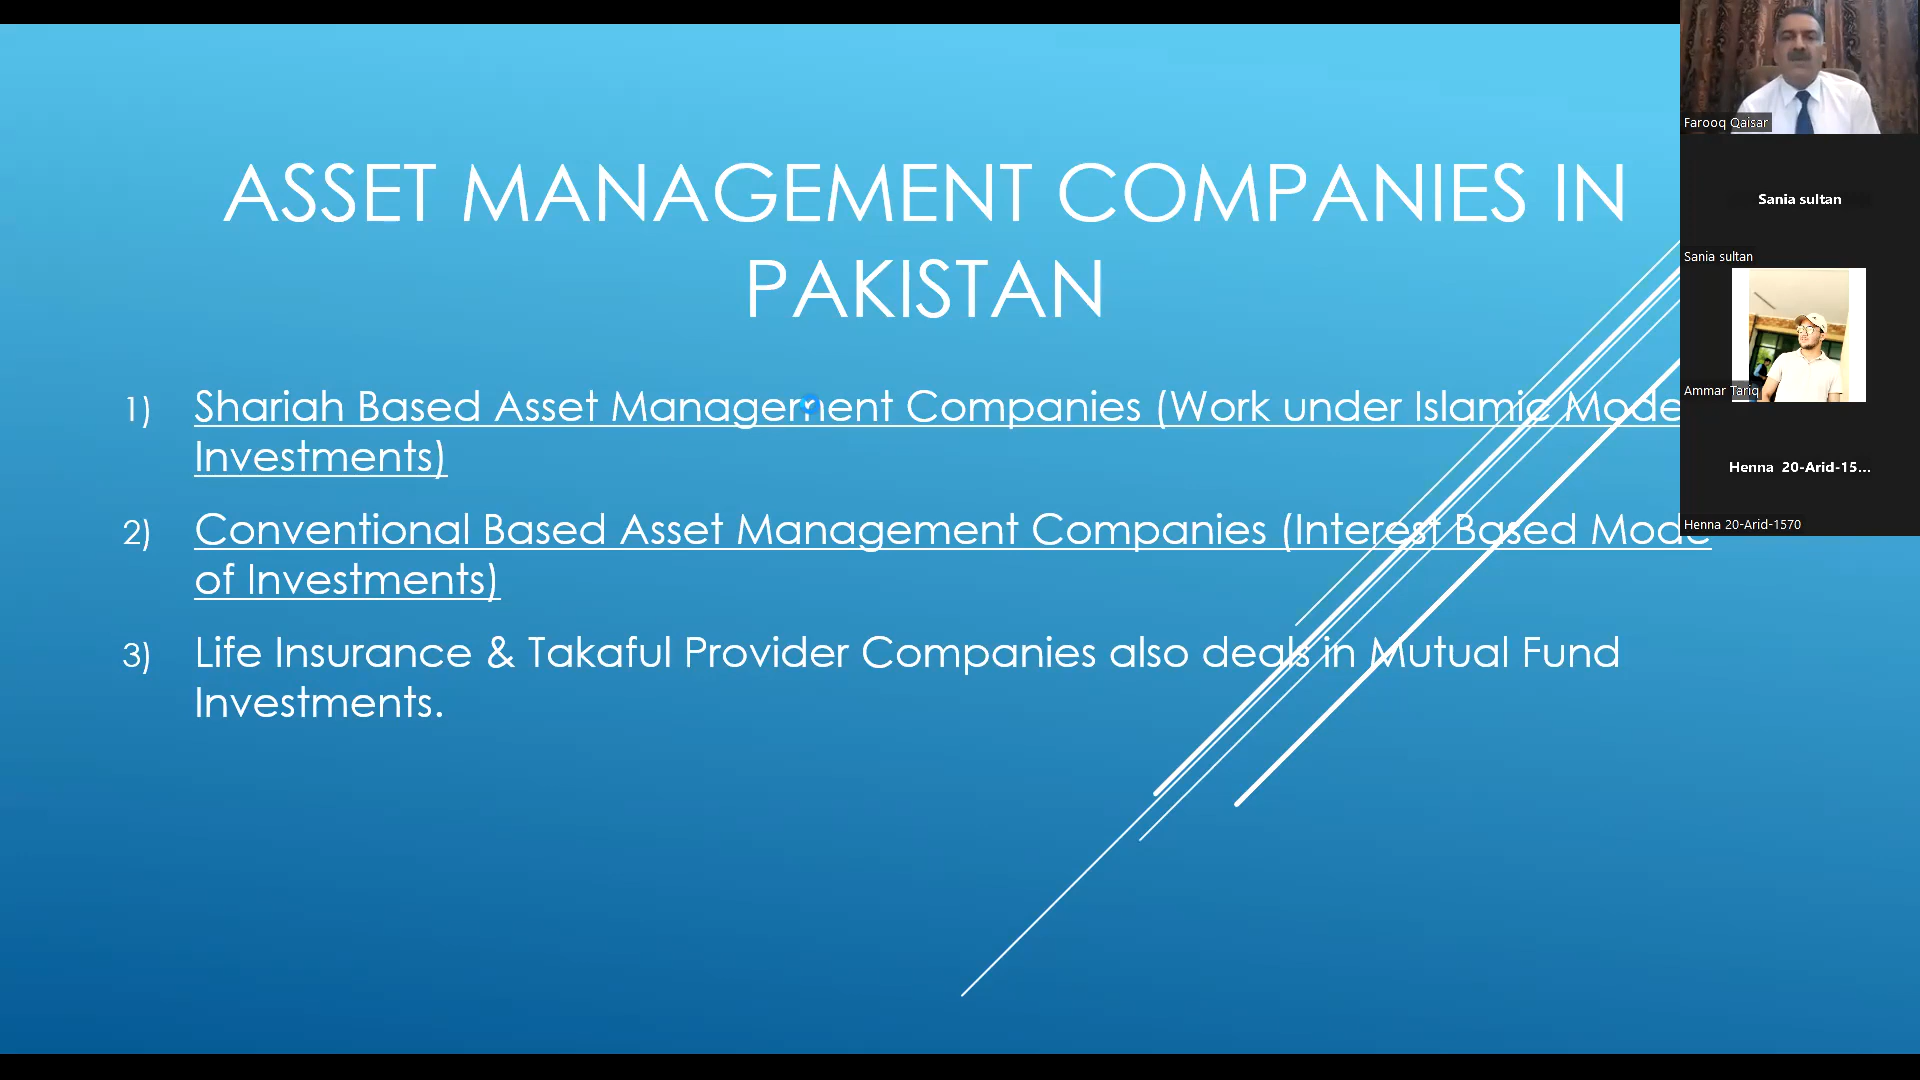 ASSET MANAGEMENT COMPANIES IN
PAKISTAN
1) Shariah Based Asset Management Companies (Work under Islamic Mode
Investments)
2) Conventional Based Asset Management Companies (Interest Based Mode
of Investments)
3) Life Insurance & Takaful Provider Companies also deals in Mutual Fund
Investments.
Farooq Qaisar
Sania sultan
Sania sultan
Ammar Tariq
Henna 20-Arid-15...
Henna 20-Arid-1570